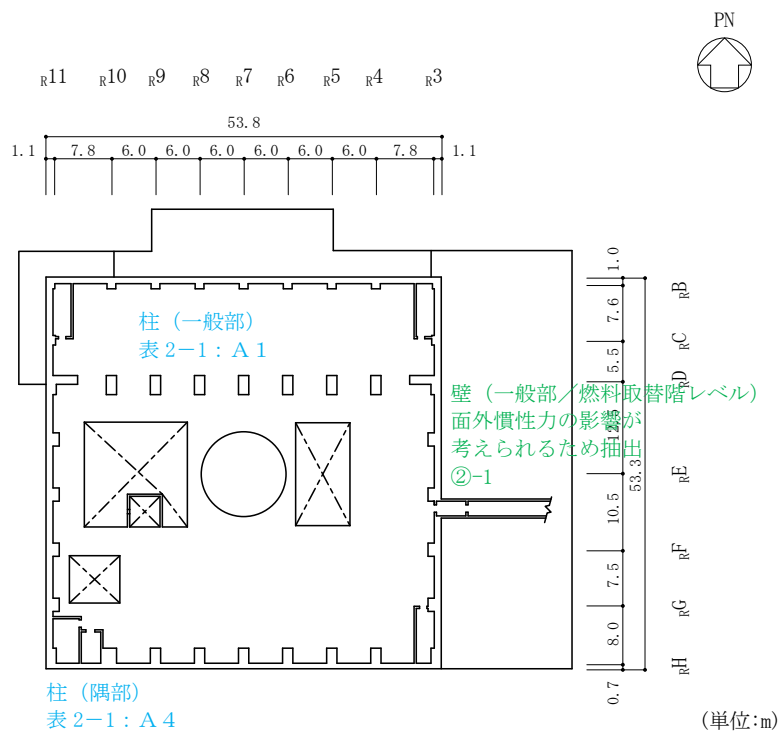 PN
R11 R10 R9 R8 R7 R6 R5 R4 R3
53.8
1.1 7.8 6.0 6.0 6.0 6.0 6.0 6.0 7.8 1.1
柱（一般部）
表2－1：A1
壁（一般部／燃料取替階レベル）
面外慣性力の影響が
考えられるため抽出
②-1
1.0
7.6
5.5
12.5
10.5
7.5
8.0
0.7
53.3
RB
RC
RD
RE
RF
RG
RH
柱（隅部）
表2－1：A4
(単位:m)